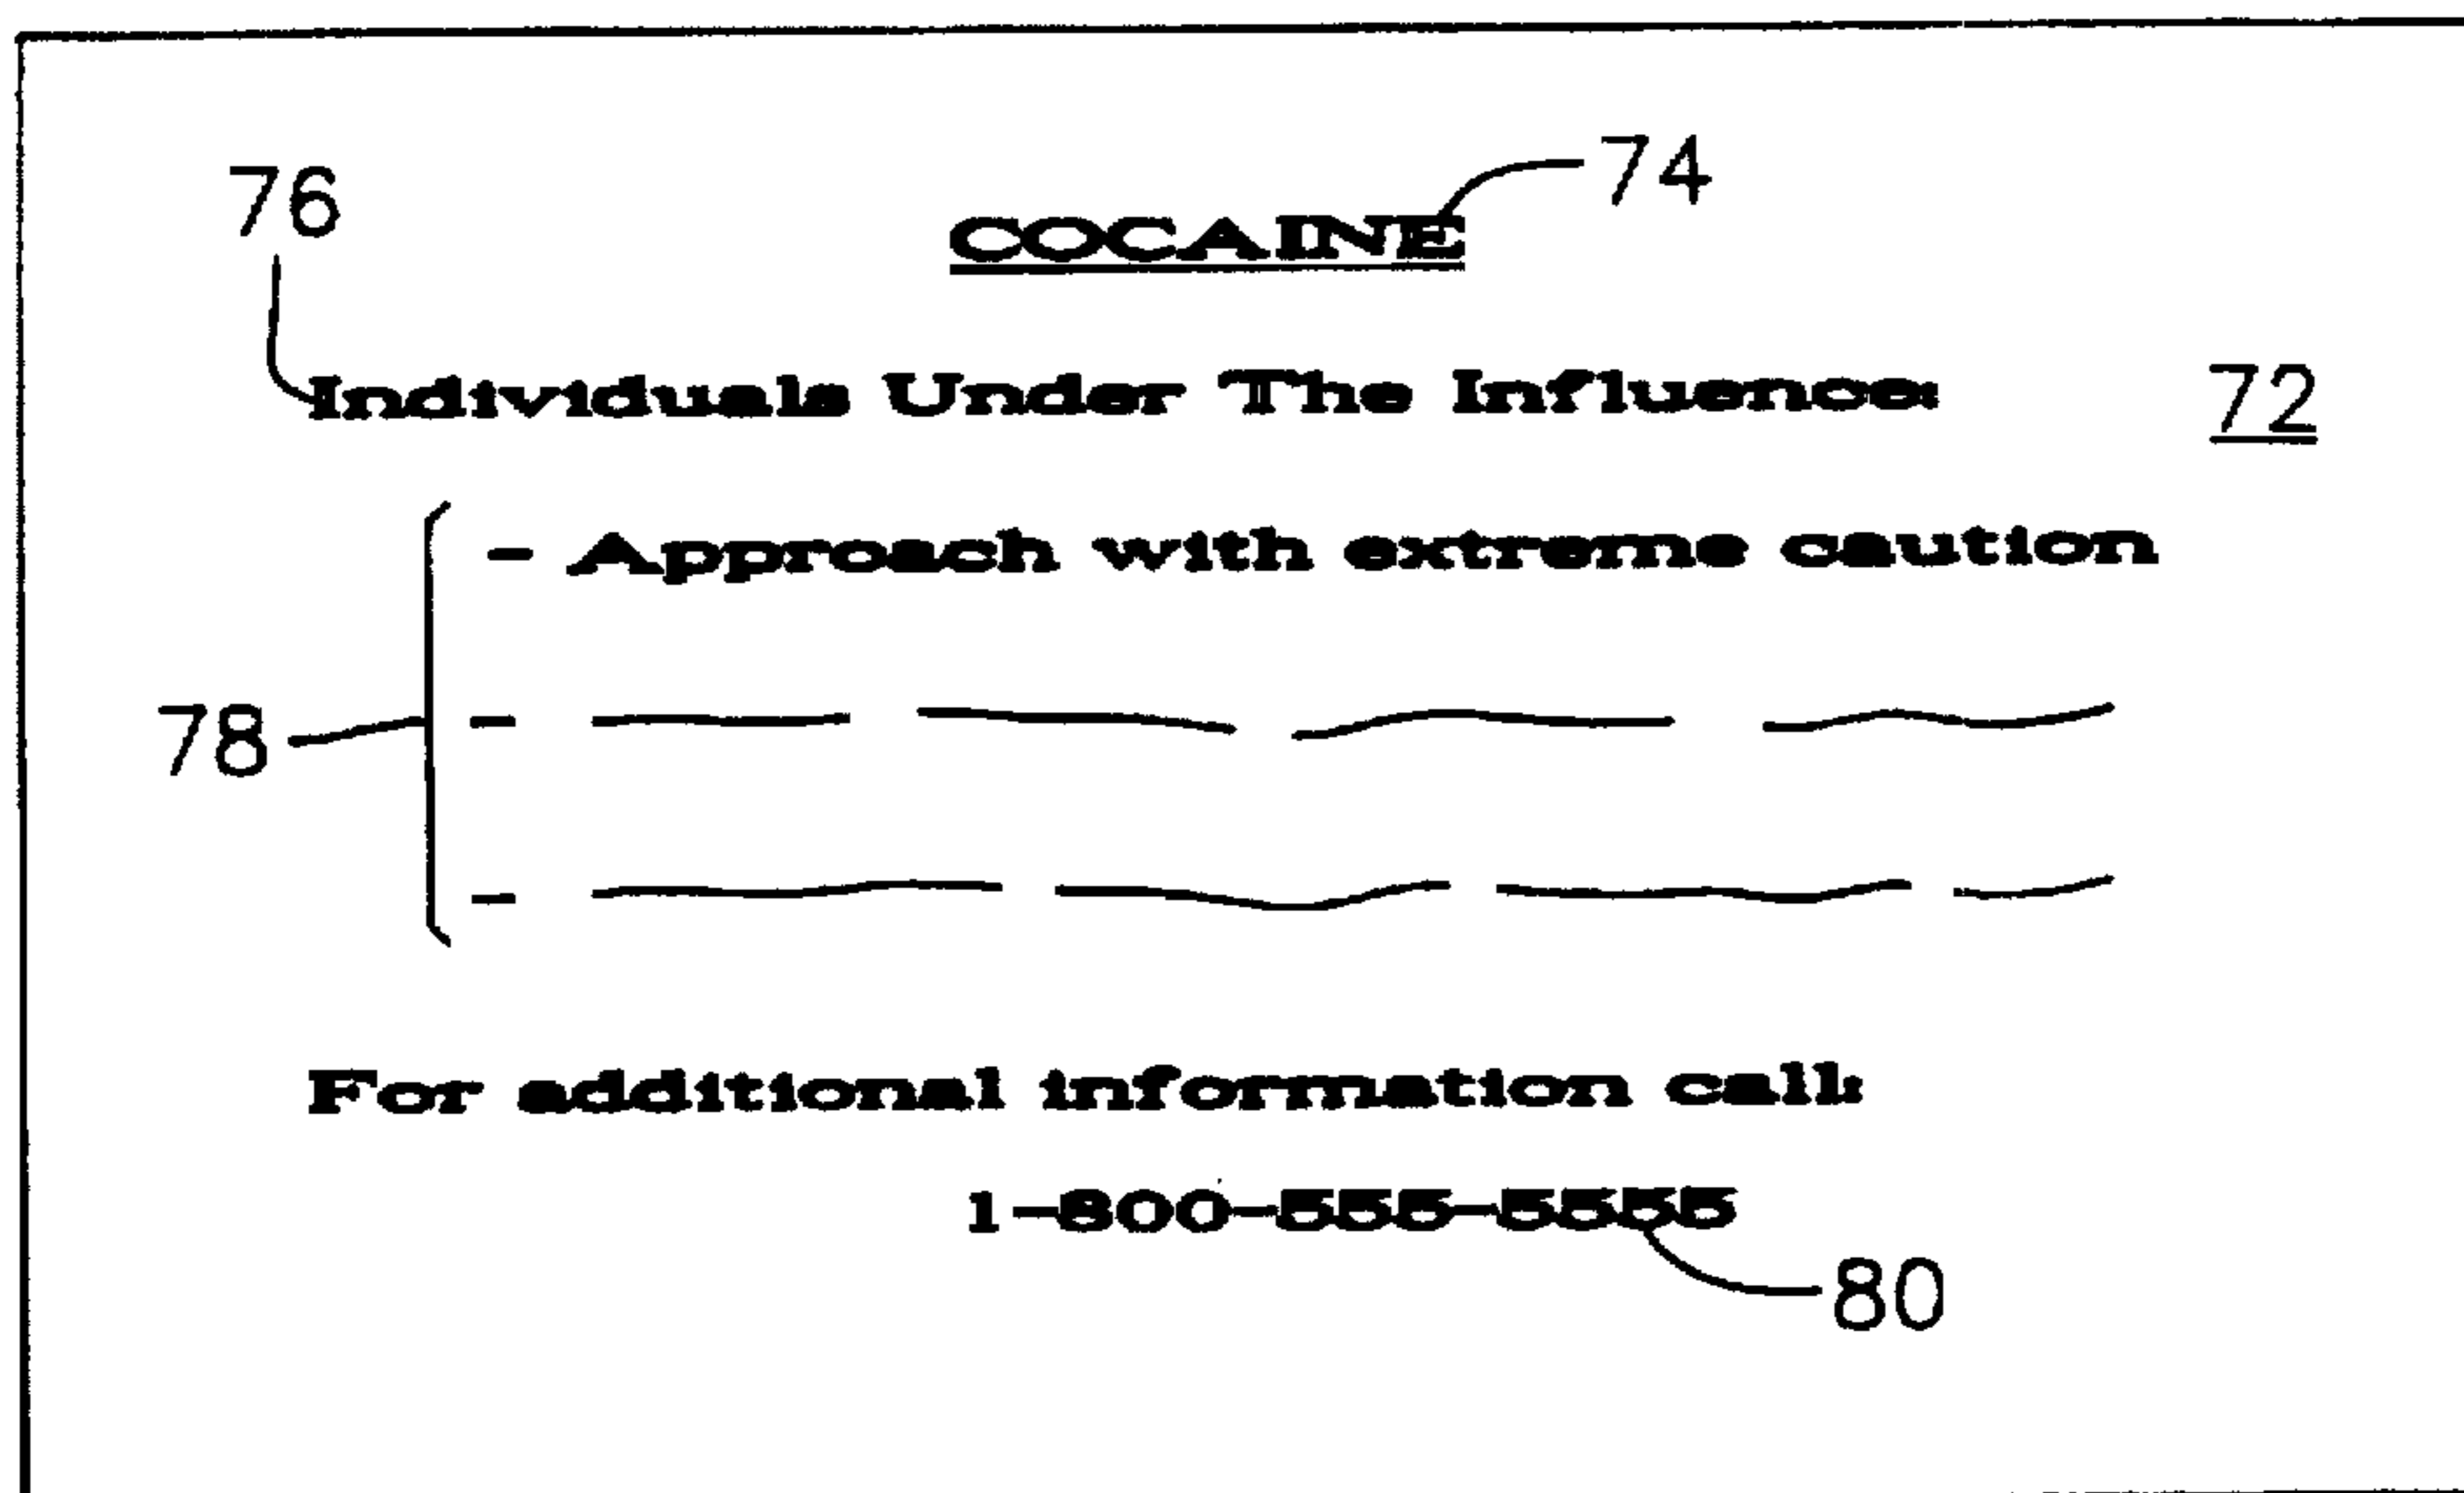 76
74
COCAINE
Individuals Under The Influence:
72
- Approach with extreme caution
78
-
-
For additional information call:
1-800-555-5555
80